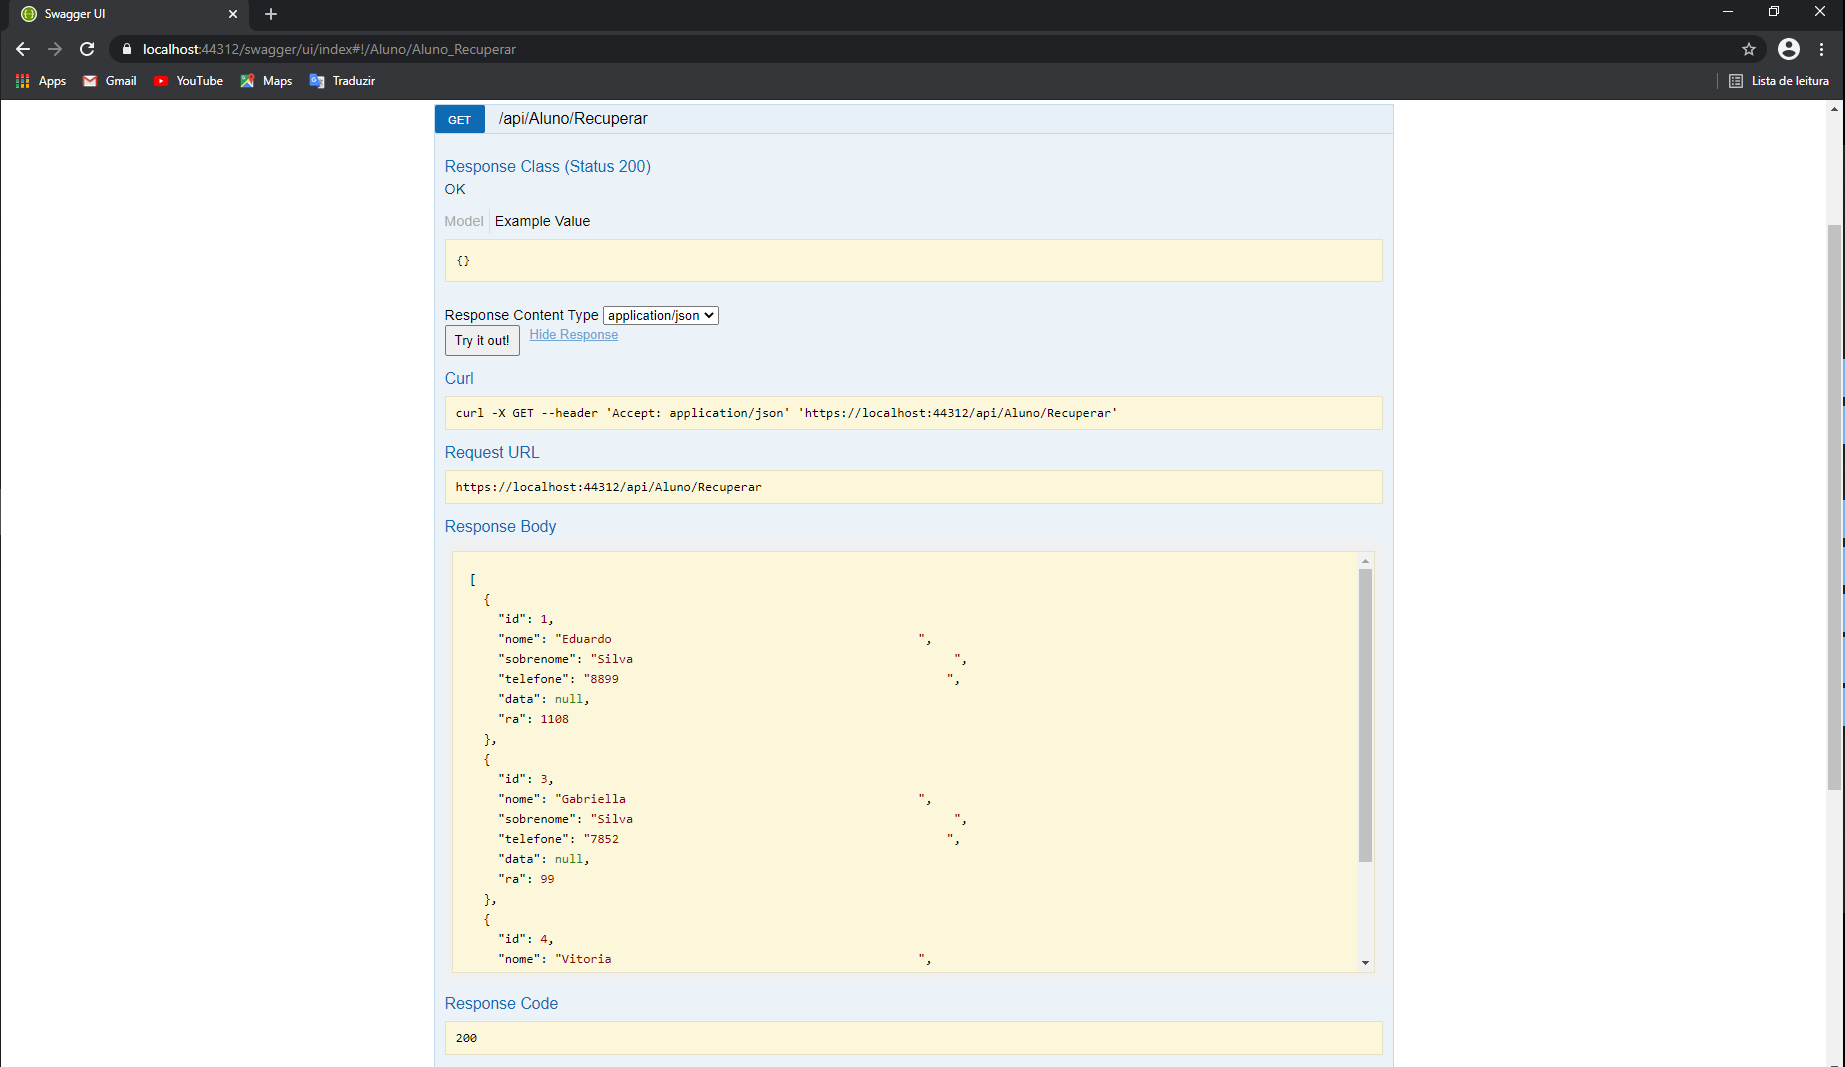 Swagger UI
localhost:44312/swagger/ui/index#!/Aluno/Aluno_Recuperar
Apps Gmail YouTube Maps Traduzir Lista de leitura
GET /api/Aluno/Recuperar
Response Class (Status 200)
OK
Model Example Value
{}
Response Content Type application/json
Try it out! Hide Response
Curl
curl -X GET --header 'Accept: application/json' 'https://localhost:44312/api/Aluno/Recuperar'
Request URL
https://localhost:44312/api/Aluno/Recuperar
Response Body
[
  {
    "id": 1,
    "nome": "Eduardo                                           ",
    "sobrenome": "Silva                                             ",
    "telefone": "8899                                              ",
    "data": null,
    "ra": 1108
  },
  {
    "id": 3,
    "nome": "Gabriella                                         ",
    "sobrenome": "Silva                                             ",
    "telefone": "7852                                              ",
    "data": null,
    "ra": 99
  },
  {
    "id": 4,
    "nome": "Vitoria                                           ",
Response Code
200